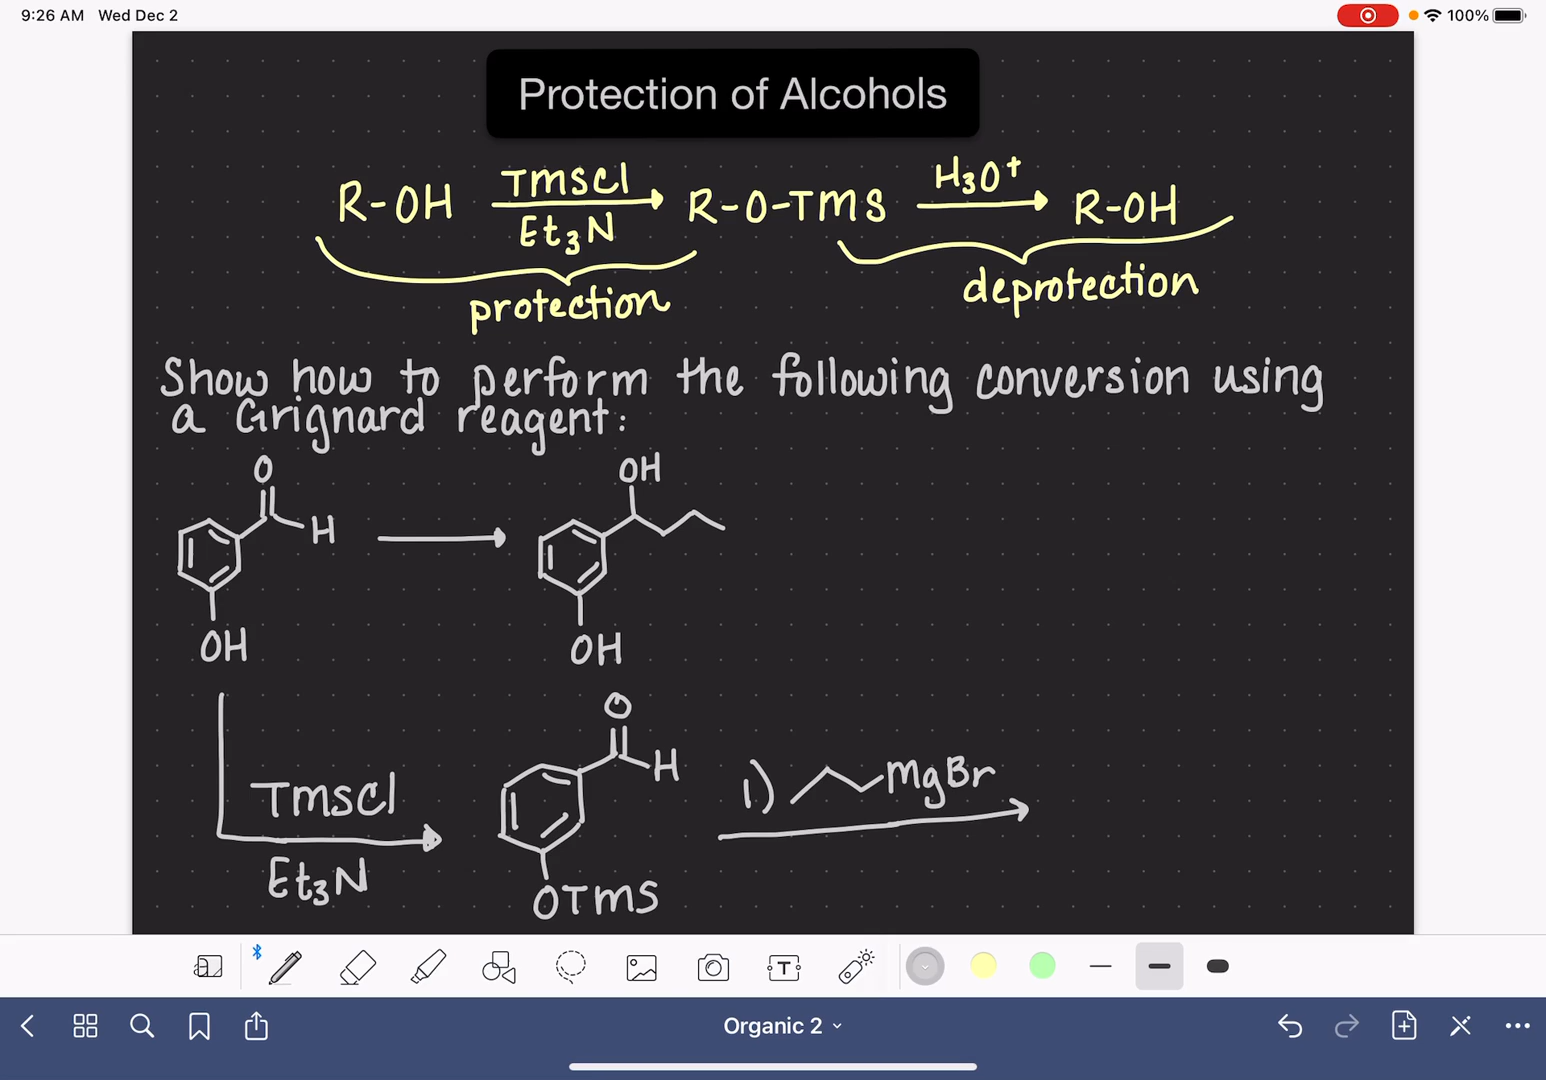 9:26 AM Wed Dec 2
100%
Protection of Alcohols
R-OH TMSCl Et₃N R-O-TMS H₃O⁺ R-OH
protection
deprotection
Show how to perform the following conversion using
a Grignard reagent:
O
H
OH
OH
OH
TMSCl
Et₃N
O
H
OTMS
1) MgBr
T
Organic 2